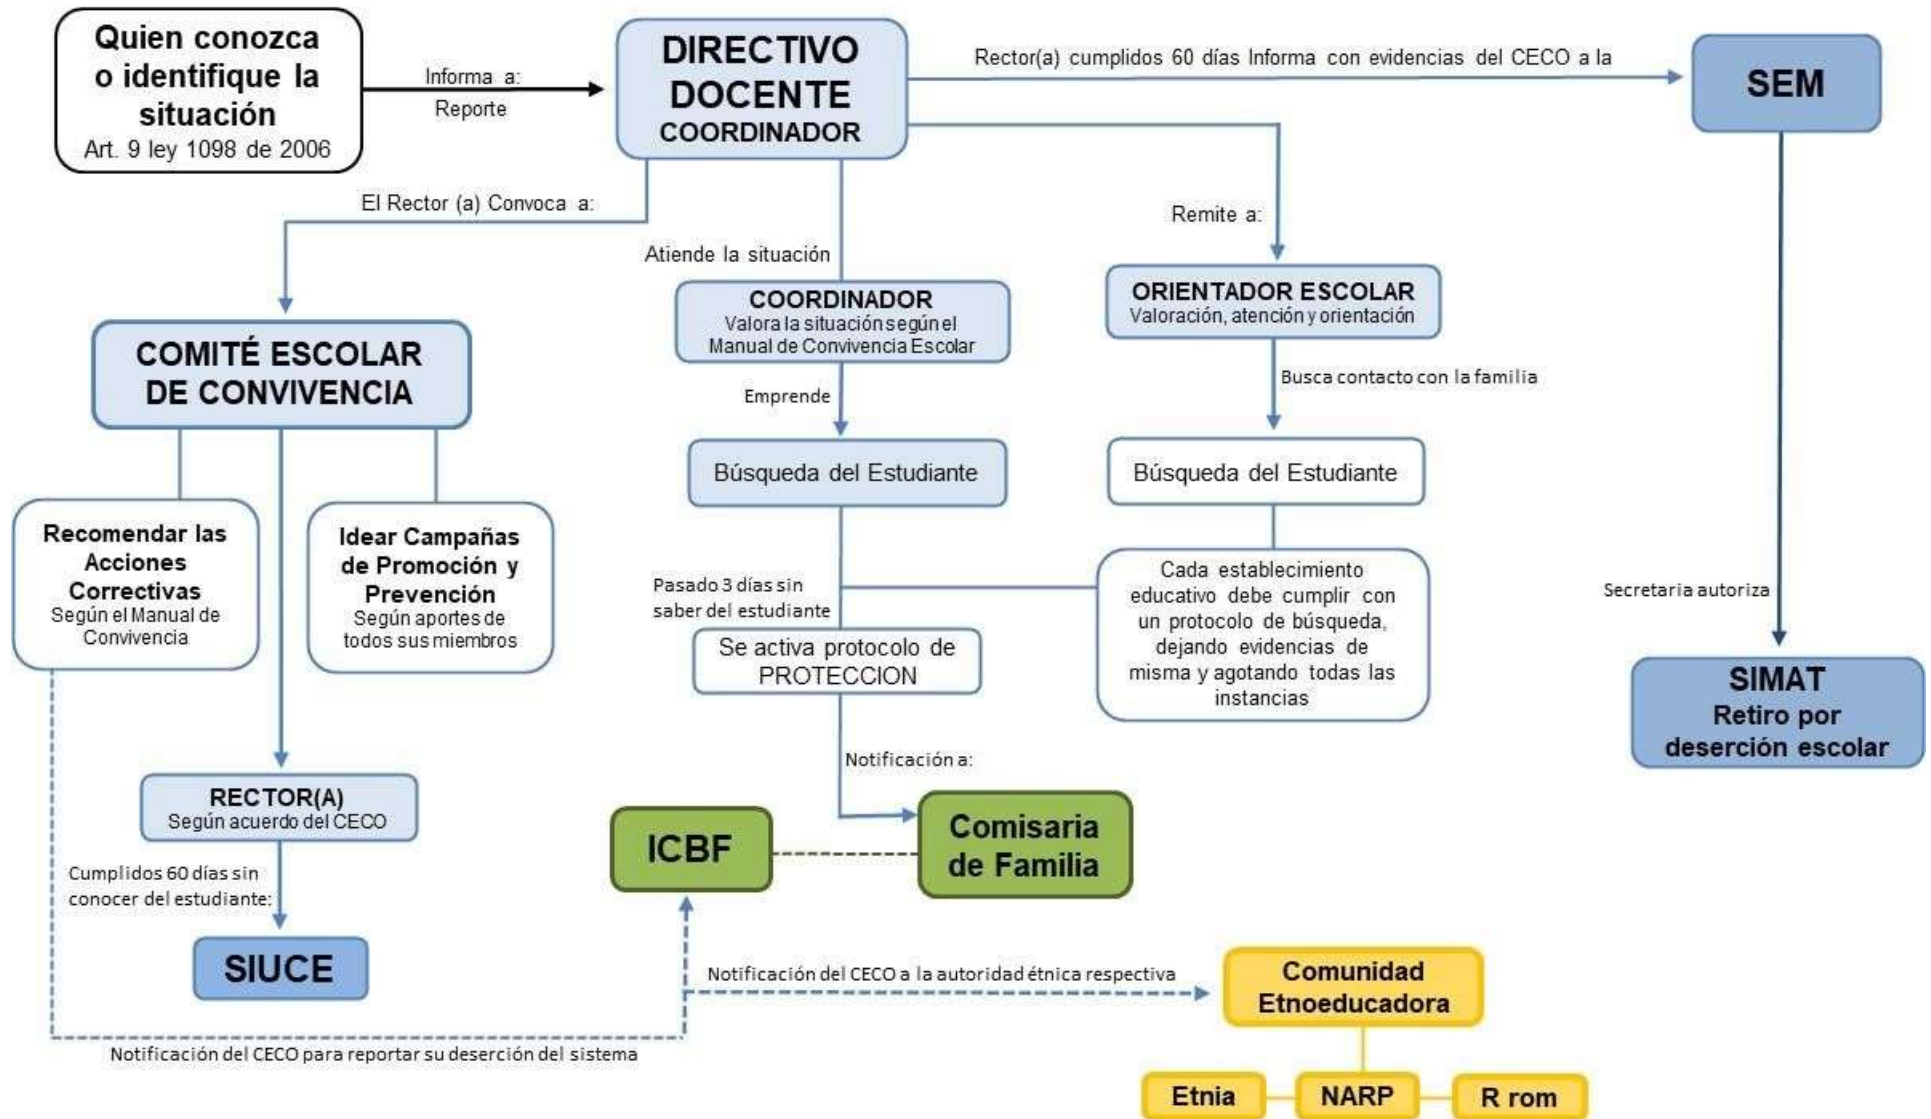 Quien conozca
o identifique la
situación
Art. 9 ley 1098 de 2006
Informa a:
Reporte
DIRECTIVO
DOCENTE
COORDINADOR
Rector(a) cumplidos 60 días Informa con evidencias del CECO a la
SEM
El Rector (a) Convoca a:
Atiende la situación
Remite a:
COMITÉ ESCOLAR
DE CONVIVENCIA
COORDINADOR
Valora la situación según el
Manual de Convivencia Escolar
ORIENTADOR ESCOLAR
Valoración, atención y orientación
Emprende
Busca contacto con la familia
Búsqueda del Estudiante
Búsqueda del Estudiante
Recomendar las
Acciones
Correctivas
Según el Manual de
Convivencia
Idear Campañas
de Promoción y
Prevención
Según aportes de
todos sus miembros
Pasado 3 días sin
saber del estudiante
Cada establecimiento
educativo debe cumplir con
un protocolo de búsqueda,
dejando evidencias de
misma y agotando todas las
instancias
Secretaria autoriza
Se activa protocolo de
PROTECCION
SIMAT
Retiro por
deserción escolar
Notificación a:
RECTOR(A)
Según acuerdo del CECO
ICBF
Comisaria
de Familia
Cumplidos 60 días sin
conocer del estudiante:
SIUCE
Notificación del CECO a la autoridad étnica respectiva
Comunidad
Etnoeducadora
Notificación del CECO para reportar su deserción del sistema
Etnia
NARP
R rom